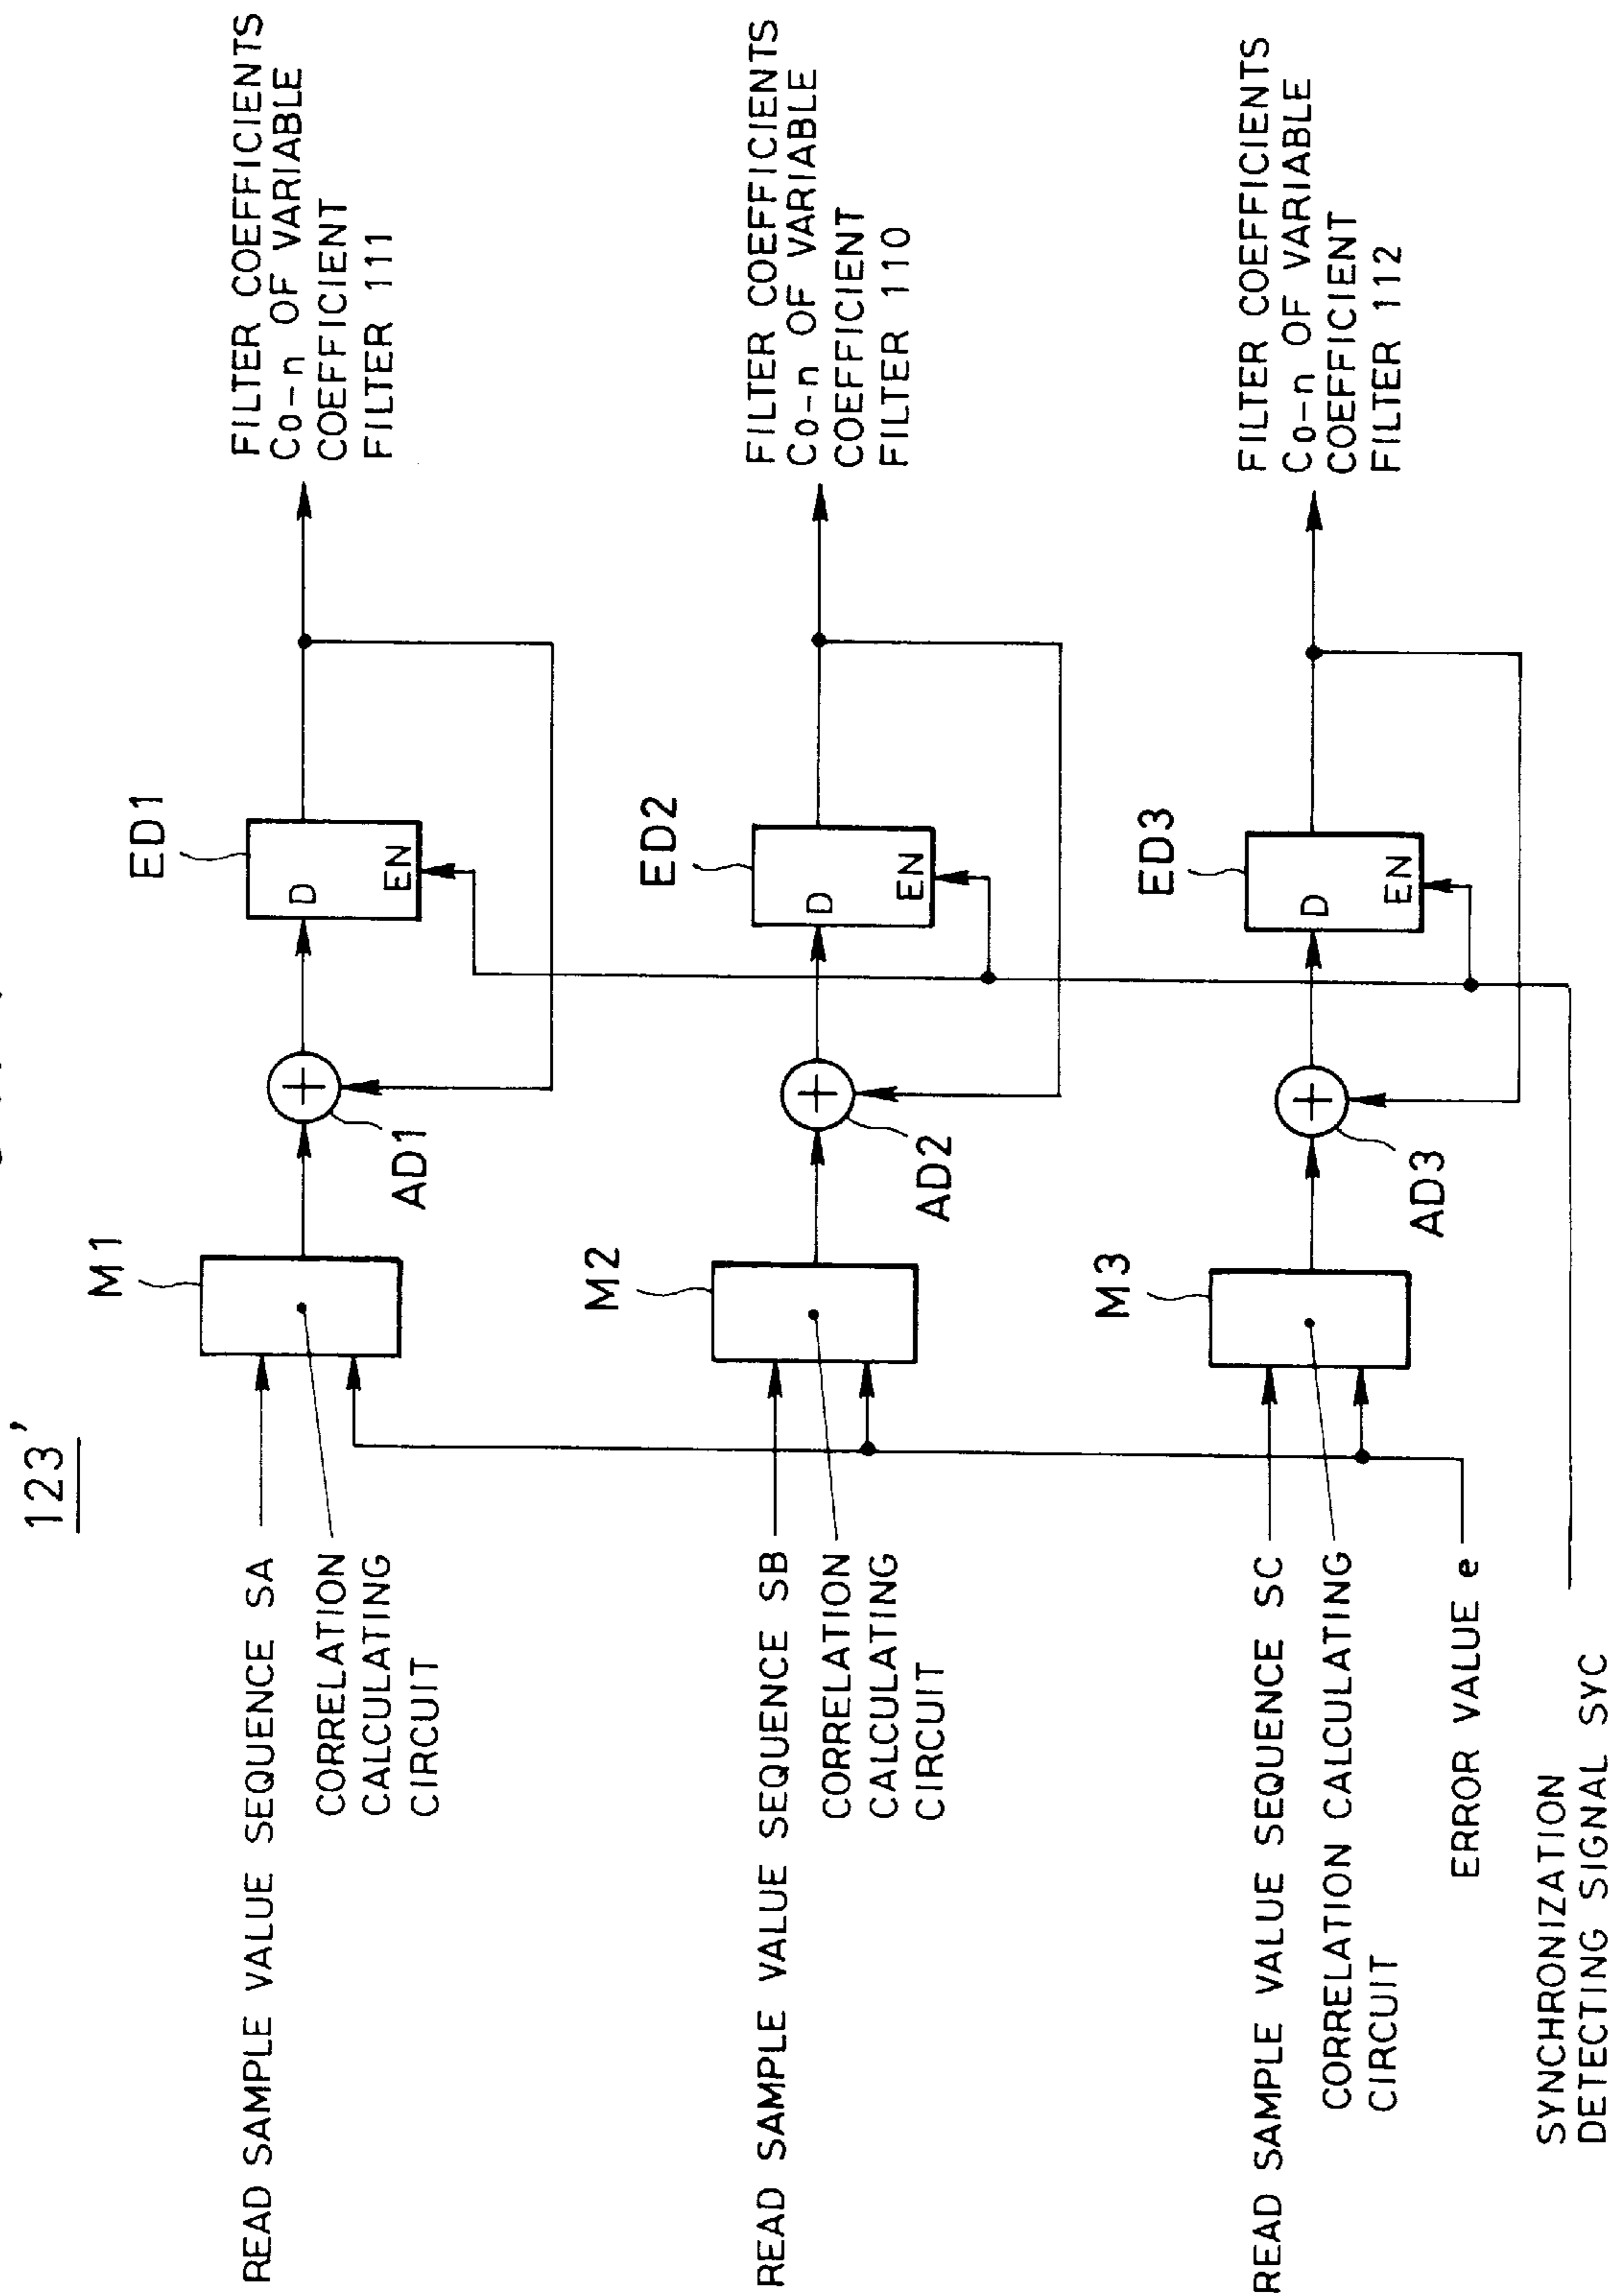 123'
READ SAMPLE VALUE SEQUENCE SA
CORRELATION
CALCULATING
CIRCUIT
M1
AD1
ED1
D
EN
FILTER COEFFICIENTS
C0-n OF VARIABLE
COEFFICIENT
FILTER 111
READ SAMPLE VALUE SEQUENCE SB
CORRELATION
CALCULATING
CIRCUIT
M2
AD2
ED2
D
EN
FILTER COEFFICIENTS
C0-n OF VARIABLE
COEFFICIENT
FILTER 110
READ SAMPLE VALUE SEQUENCE SC
CORRELATION CALCULATING
CIRCUIT
M3
AD3
ED3
D
EN
FILTER COEFFICIENTS
C0-n OF VARIABLE
COEFFICIENT
FILTER 112
ERROR VALUE e
SYNCHRONIZATION
DETECTING SIGNAL SYC